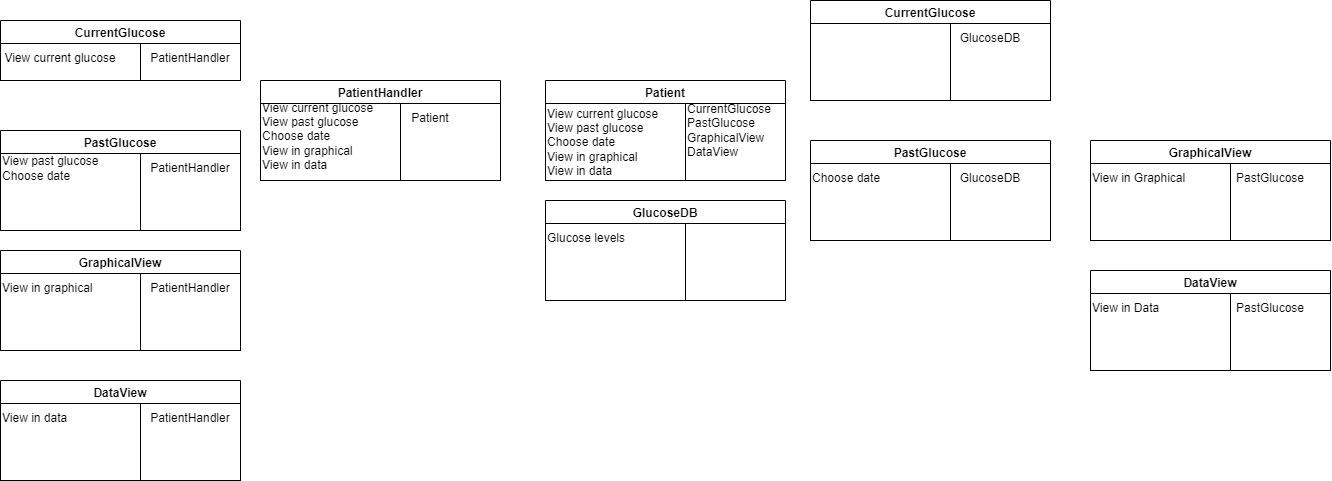 CurrentGlucose
View current glucose
PatientHandler
PastGlucose
View past glucose
Choose date
PatientHandler
GraphicalView
View in graphical
PatientHandler
DataView
View in data
PatientHandler
PatientHandler
View current glucose
View past glucose
Choose date
View in graphical
View in data
Patient
Patient
View current glucose
View past glucose
Choose date
View in graphical
View in data
CurrentGlucose
PastGlucose
GraphicalView
DataView
GlucoseDB
Glucose levels
CurrentGlucose
GlucoseDB
PastGlucose
Choose date
GlucoseDB
GraphicalView
View in Graphical
PastGlucose
DataView
View in Data
PastGlucose